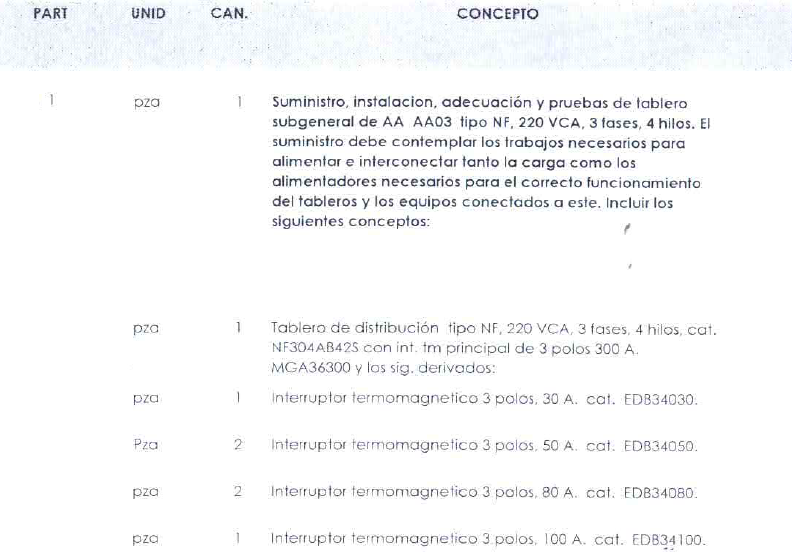 PART UNID CAN. CONCEPTO
1 pza 1 Suministro, instalacion, adecuación y pruebas de tablero
subgeneral de AA AA03 tipo NF, 220 VCA, 3 fases, 4 hilos. El
suministro debe contemplar los trabajos necesarios para
alimentar e interconectar tanto la carga como los
alimentadores necesarios para el correcto funcionamiento
del tableros y los equipos conectados a este. Incluir los
siguientes conceptos:
pza 1 Tablero de distribución tipo NF, 220 VCA, 3 fases, 4 hilos, cat.
NF304AB42S con int. tm principal de 3 polos 300 A.
MGA36300 y los sig. derivados:
pza 1 Interruptor termomagnetico 3 polos, 30 A. cat. EDB34030.
Pza 2 Interruptor termomagnetico 3 polos, 50 A. cat. EDB34050.
pza 2 Interruptor termomagnetico 3 polos, 80 A. cat. EDB34080.
pza 1 Interruptor termomagnetico 3 polos, 100 A. cat. EDB34100.